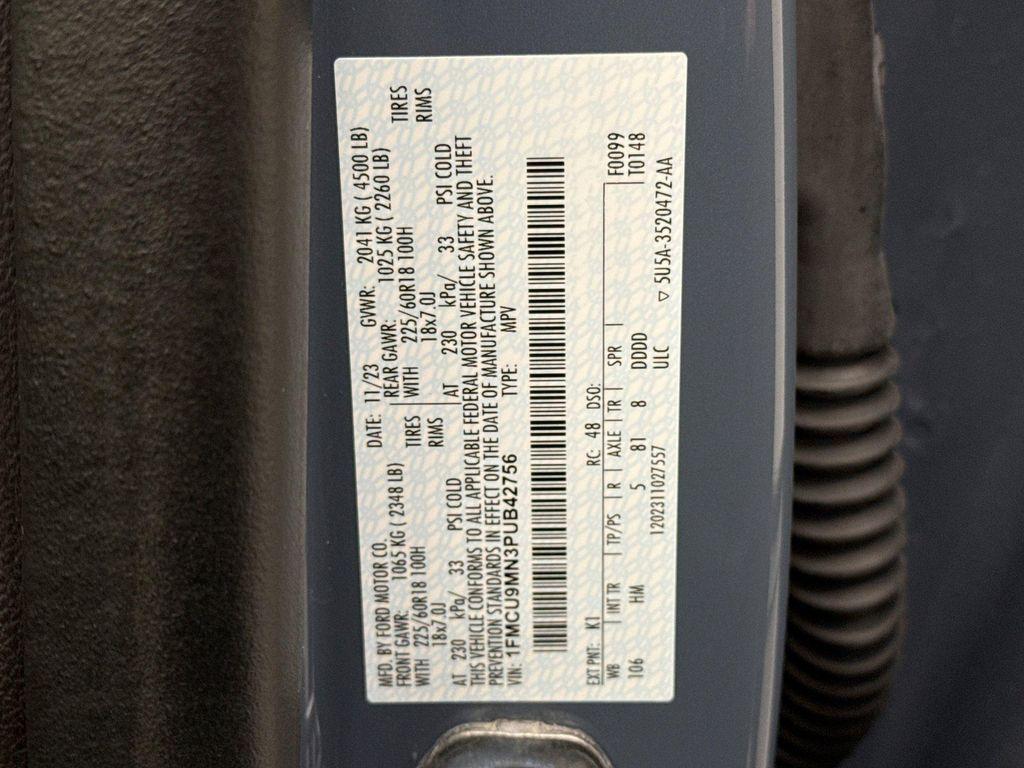 MFD. BY FORD MOTOR CO.
DATE: 11/23 GVWR: 2041 KG ( 4500 LB)
FRONT GAWR: 1065 KG ( 2348 LB)
REAR GAWR: 1025 KG ( 2260 LB)
WITH 225/60R18 100H TIRES
WITH 225/60R18 100H TIRES
18x7.0J RIMS
18x7.0J RIMS
AT 230 kPa/ 33 PSI COLD
AT 230 kPa/ 33 PSI COLD
THIS VEHICLE CONFORMS TO ALL APPLICABLE FEDERAL MOTOR VEHICLE SAFETY AND THEFT
PREVENTION STANDARDS IN EFFECT ON THE DATE OF MANUFACTURE SHOWN ABOVE.
VIN: 1FMCU9MN3PUB42756 TYPE: MPV
EXT PNT: K1 RC: 48 DSO:
WB | INT TR | TP/PS | R | AXLE | TR | SPR | F0099
106 HM 5 81 8 DDDD T0148
1202311027557 ULC ▽ 5U5A-3520472-AA